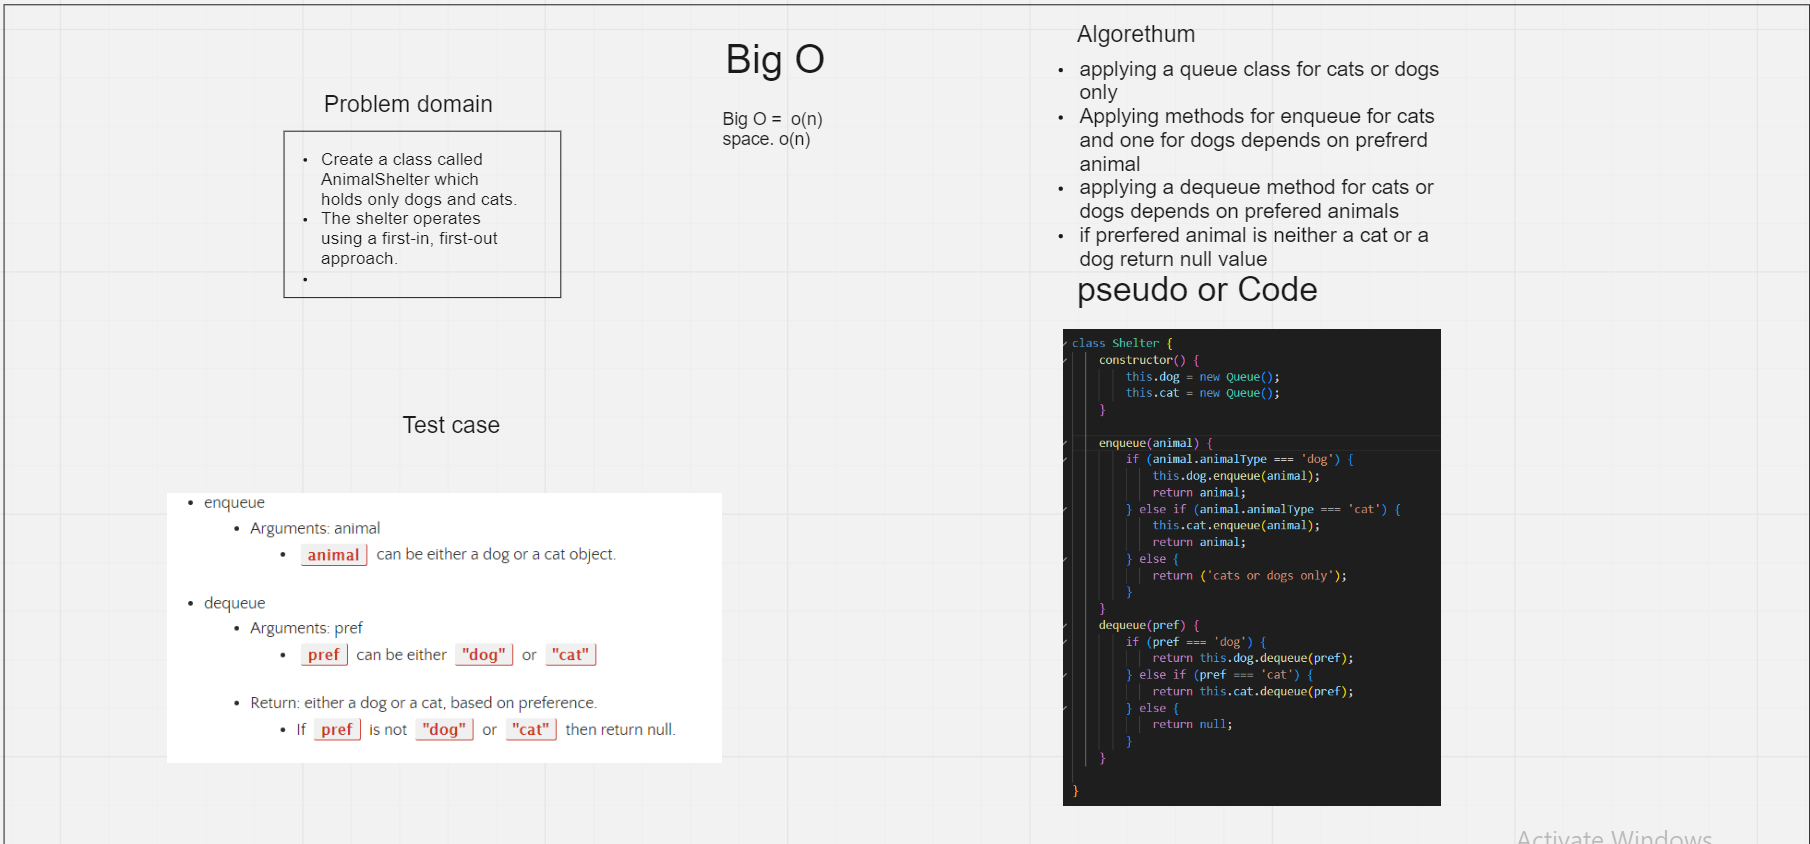 Problem domain
Create a class called
AnimalShelter which
holds only dogs and cats.
The shelter operates
using a first-in, first-out
approach.
Big O
Big O =  o(n)
space. o(n)
Algorethum
applying a queue class for cats or dogs
only
Applying methods for enqueue for cats
and one for dogs depends on prefrerd
animal
applying a dequeue method for cats or
dogs depends on prefered animals
if prerfered animal is neither a cat or a
dog return null value
pseudo or Code
class Shelter {
constructor() {
this.dog = new Queue();
this.cat = new Queue();
}
enqueue(animal) {
if (animal.animalType === 'dog') {
this.dog.enqueue(animal);
return animal;
} else if (animal.animalType === 'cat') {
this.cat.enqueue(animal);
return animal;
} else {
return ('cats or dogs only');
}
}
dequeue(pref) {
if (pref === 'dog') {
return this.dog.dequeue(pref);
} else if (pref === 'cat') {
return this.cat.dequeue(pref);
} else {
return null;
}
}
}
Test case
enqueue
Arguments: animal
animal can be either a dog or a cat object.
dequeue
Arguments: pref
pref can be either "dog" or "cat"
Return: either a dog or a cat, based on preference.
If pref is not "dog" or "cat" then return null.
Activate Windows